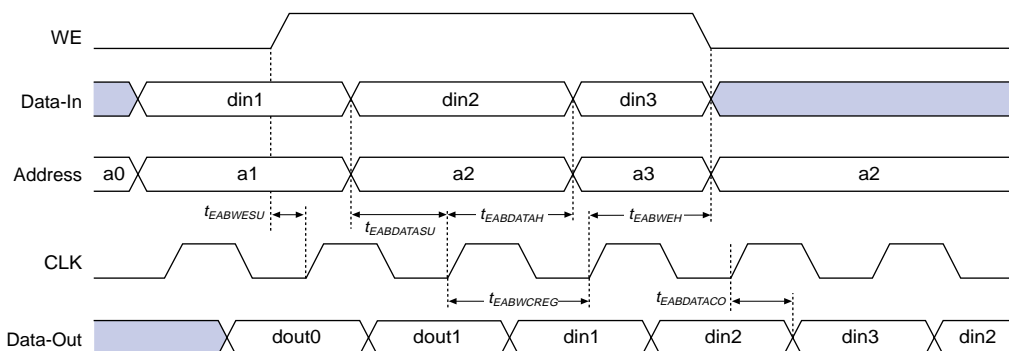 WE
Data-In din1 din2 din3
Address a0 a1 a2 a3 a2
tEABWESU tEABDATASU tEABDATAH tEABWEH
CLK
tEABWCREG tEABDATACO
Data-Out dout0 dout1 din1 din2 din3 din2